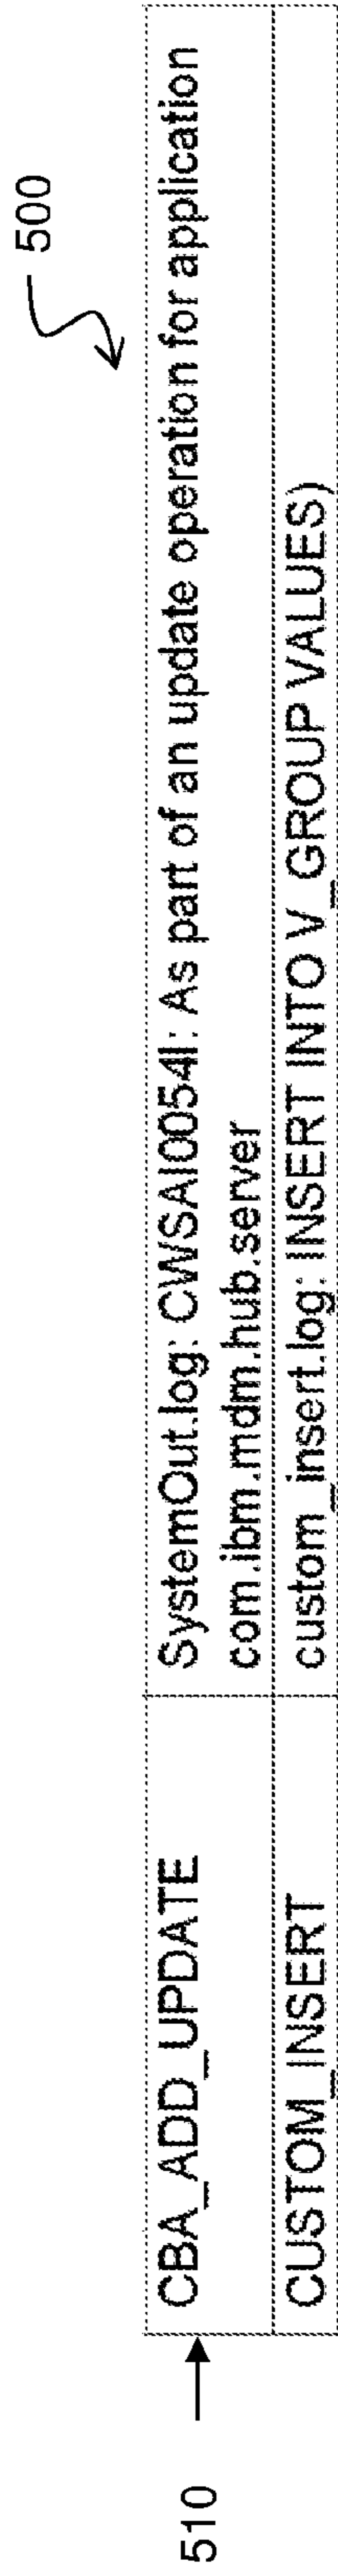 500
510
CBA_ADD_UPDATE
SystemOut.log: CWSAI0054I: As part of an update operation for application
com.ibm.mdm.hub.server
CUSTOM_INSERT
custom_insert.log: INSERT INTO V_GROUP VALUES)